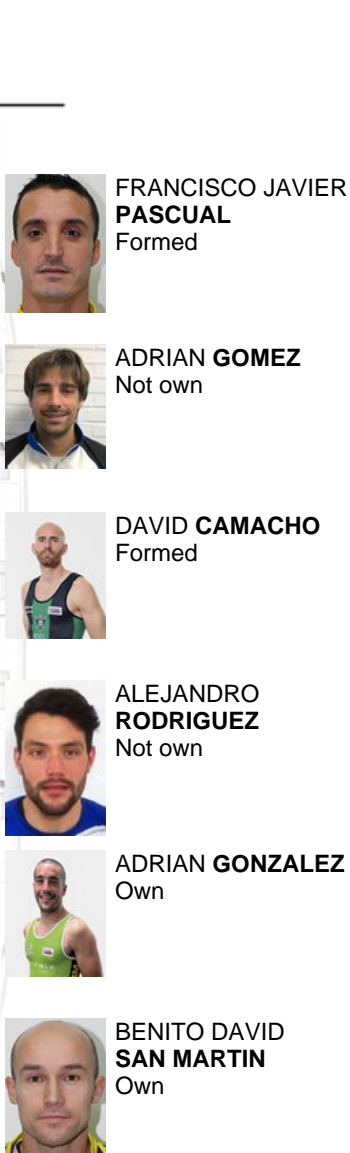 FRANCISCO JAVIER
PASCUAL
Formed
ADRIAN GOMEZ
Not own
DAVID CAMACHO
Formed
ALEJANDRO
RODRIGUEZ
Not own
ADRIAN GONZALEZ
Own
BENITO DAVID
SAN MARTIN
Own